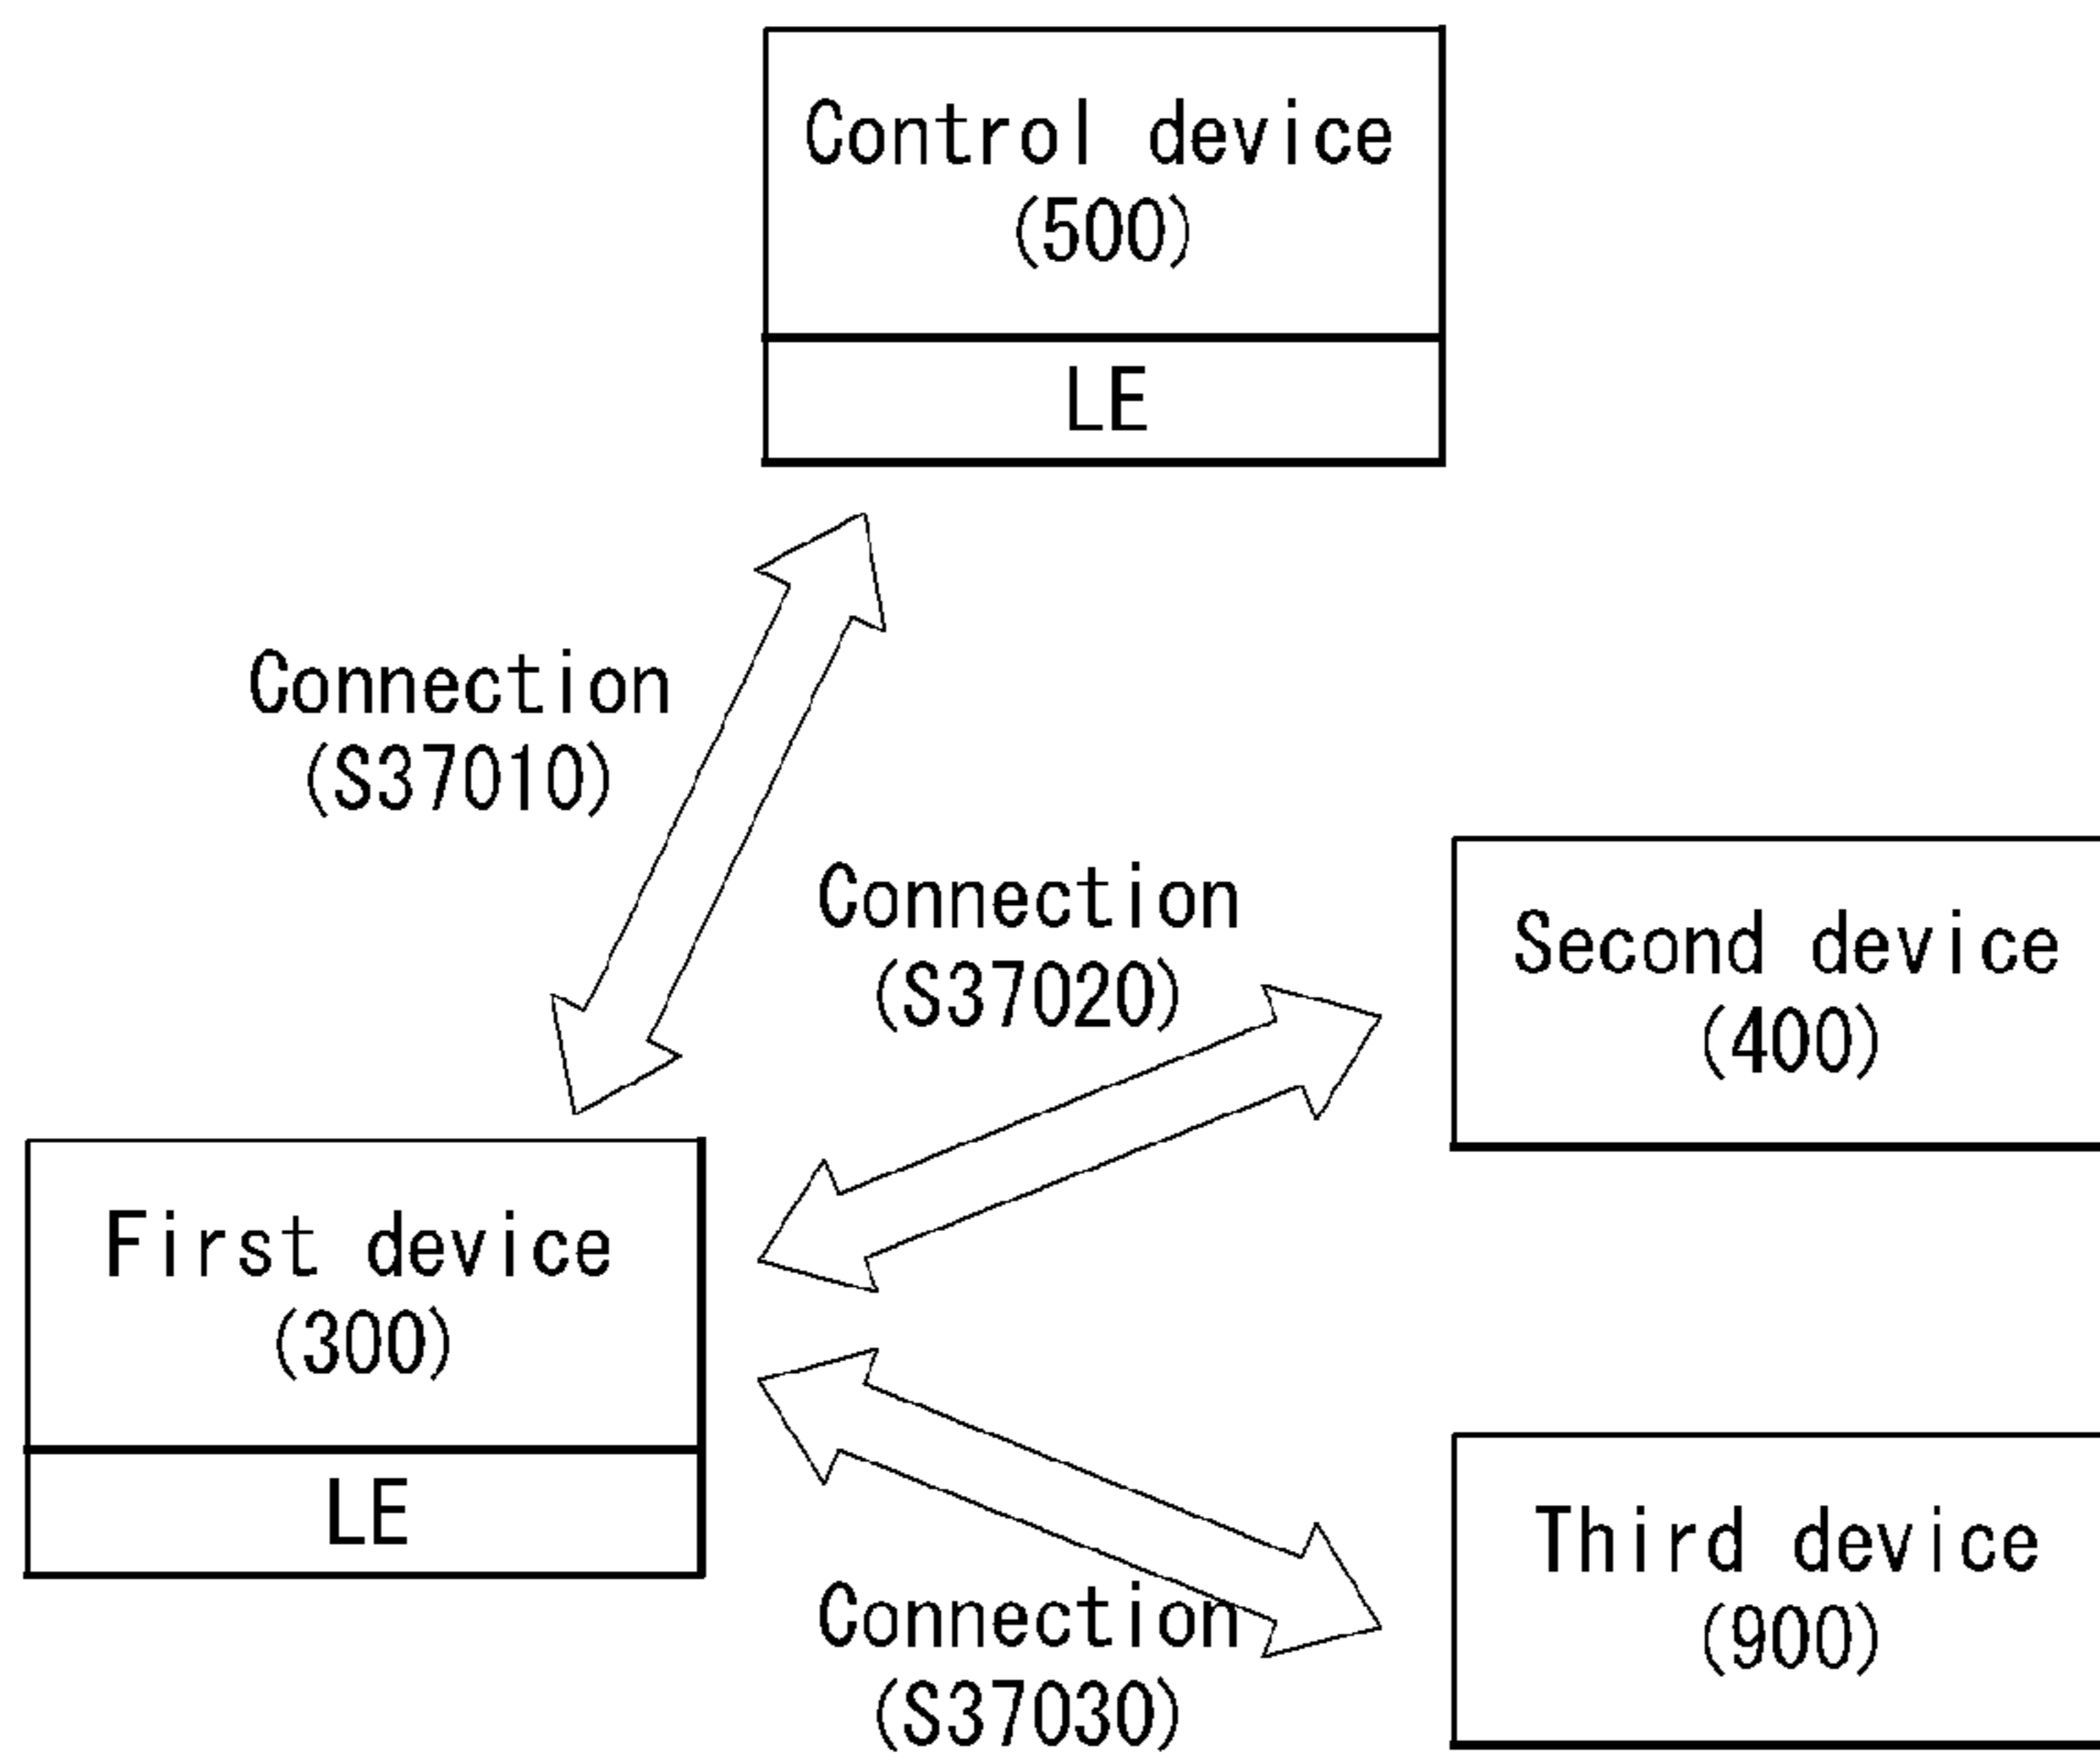 Control device
(500)
LE
Connection
(S37010)
Connection
(S37020)
Second device
(400)
First device
(300)
LE
Third device
(900)
Connection
(S37030)